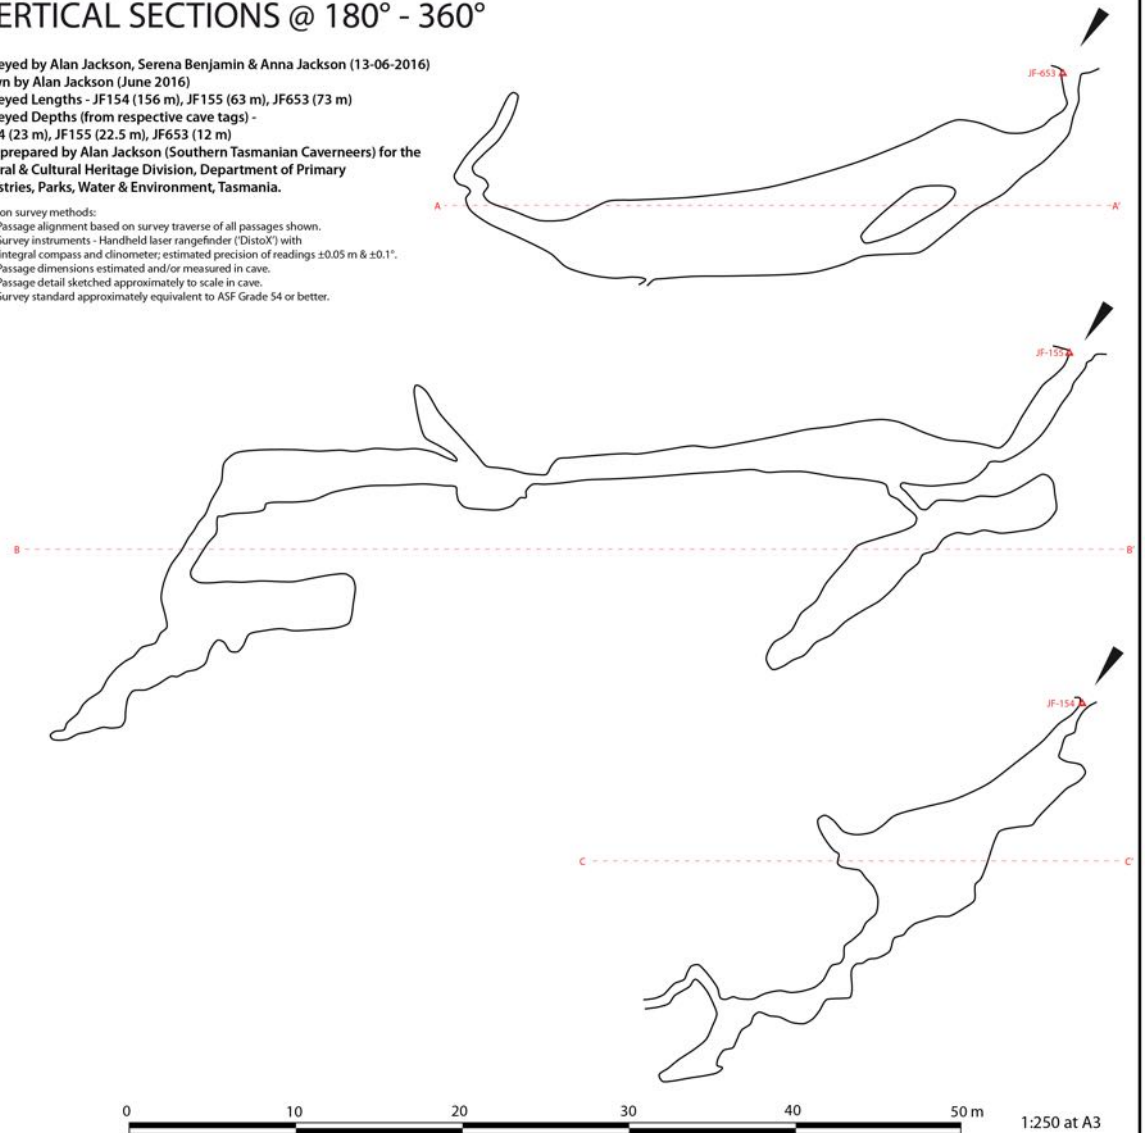 ERTICAL SECTIONS @ 180° - 360°
eyed by Alan Jackson, Serena Benjamin & Anna Jackson (13-06-2016)
n by Alan Jackson (June 2016)
eyed Lengths - JF154 (156 m), JF155 (63 m), JF653 (73 m)
eyed Depths (from respective cave tags) -
4 (23 m), JF155 (22.5 m), JF653 (12 m)
prepared by Alan Jackson (Southern Tasmanian Caverneers) for the
ral & Cultural Heritage Division, Department of Primary
stries, Parks, Water & Environment, Tasmania.
on survey methods:
Passage alignment based on survey traverse of all passages shown.
Survey instruments - Handheld laser rangefinder ('DistoX') with
integral compass and clinometer; estimated precision of readings ±0.05 m & ±0.1°.
Passage dimensions estimated and/or measured in cave.
Passage detail sketched approximately to scale in cave.
Survey standard approximately equivalent to ASF Grade 54 or better.
JF-653
A A'
JF-155
B B'
JF-154
C C'
0 10 20 30 40 50 m
1:250 at A3